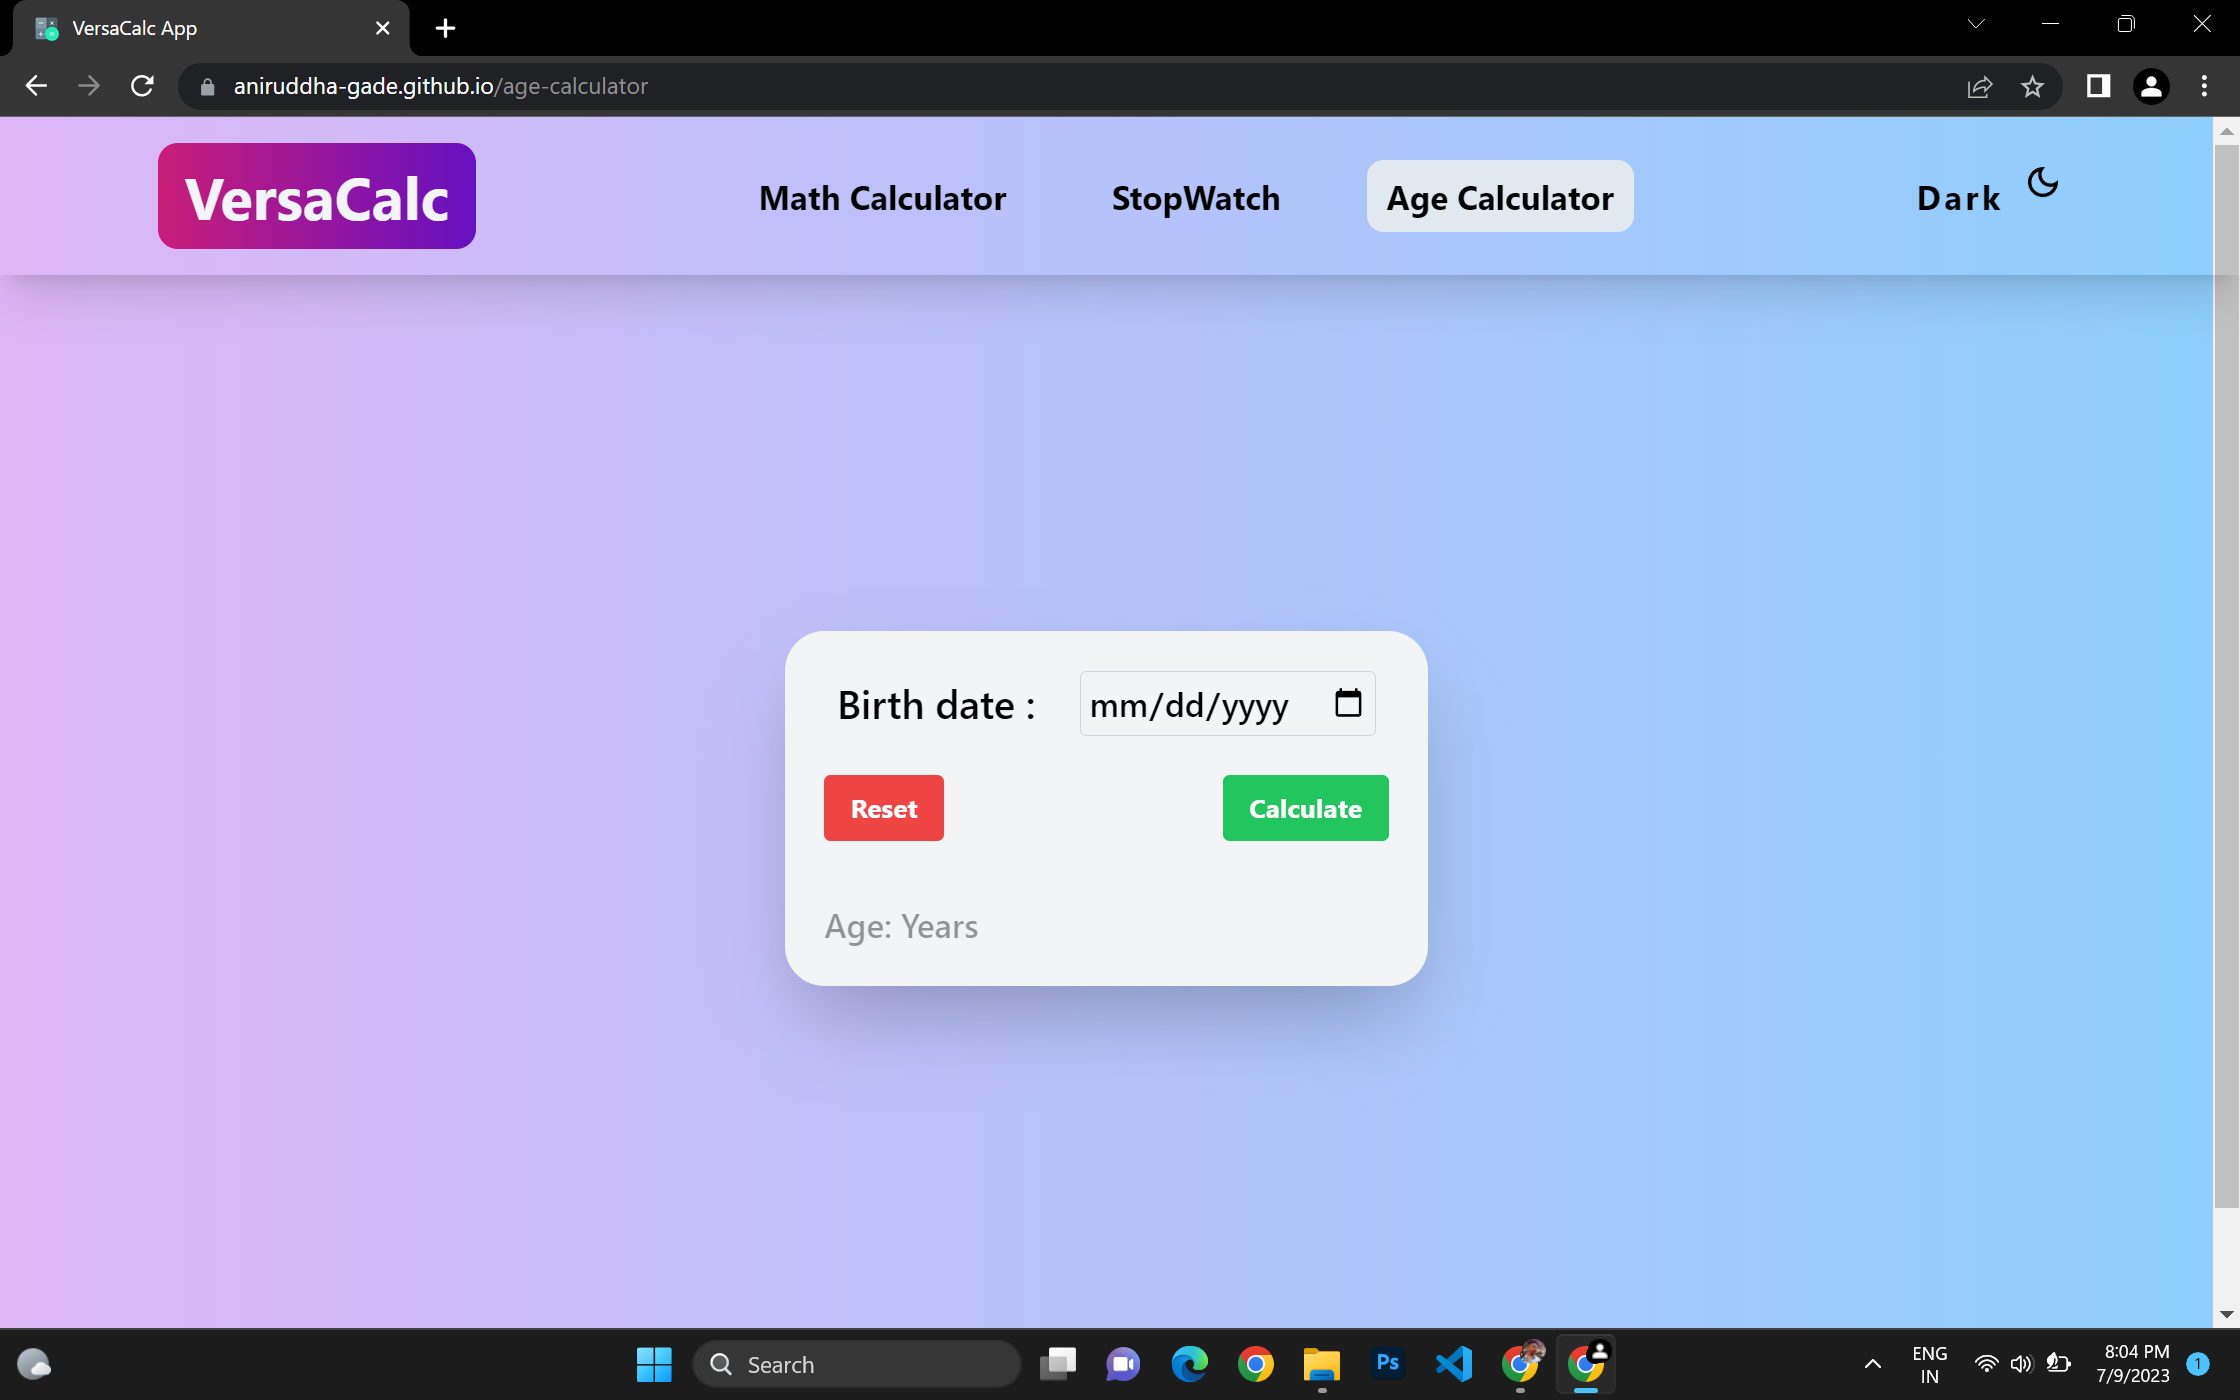 VersaCalc App
aniruddha-gade.github.io/age-calculator
VersaCalc
Math Calculator
StopWatch
Age Calculator
Dark
Birth date :
mm/dd/yyyy
Reset
Calculate
Age: Years
Search
Ps
ENG
IN
8:04 PM
7/9/2023
1